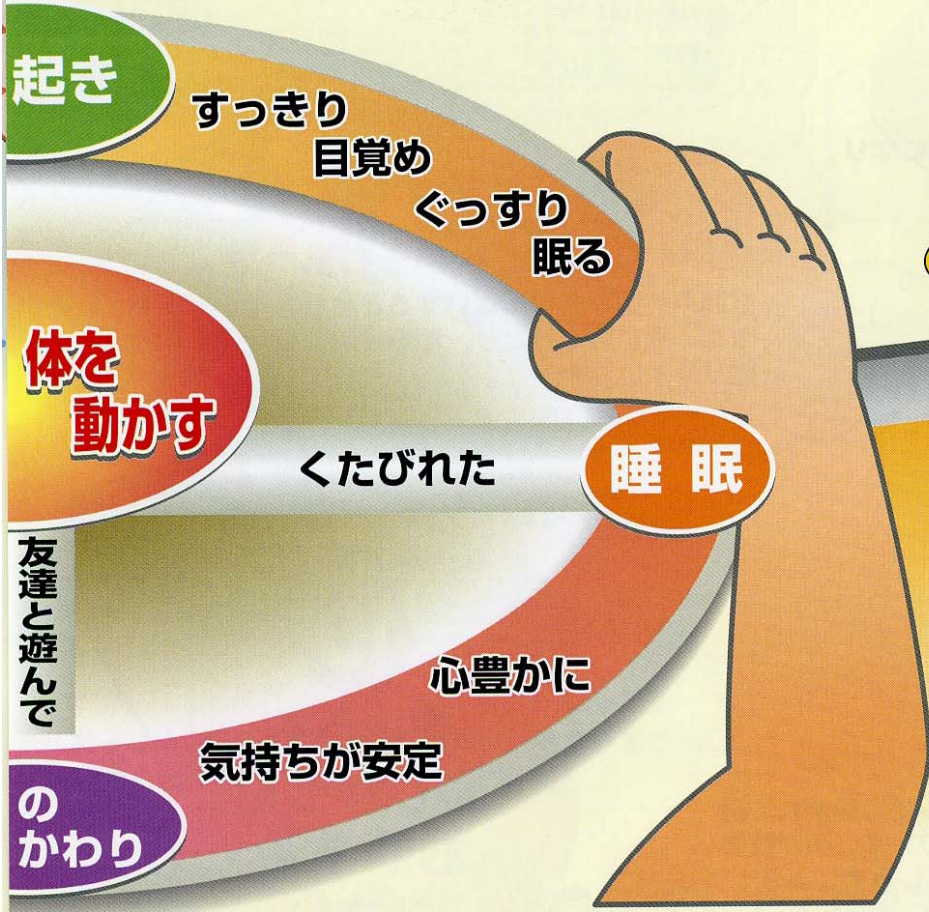 起き
すっきり
目覚め
ぐっすり
眠る
体を
動かす
くたびれた
睡眠
友達と遊んで
心豊かに
気持ちが安定
の
かわり